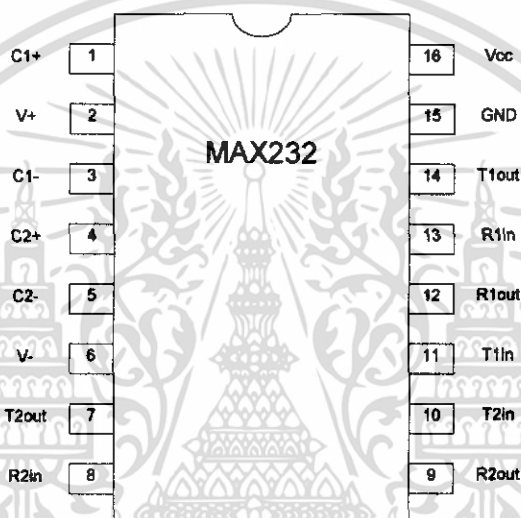 MAX232
C1+ 1 16 Vcc
V+ 2 15 GND
C1- 3 14 T1out
C2+ 4 13 R1in
C2- 5 12 R1out
V- 6 11 T1in
T2out 7 10 T2in
R2in 8 9 R2out